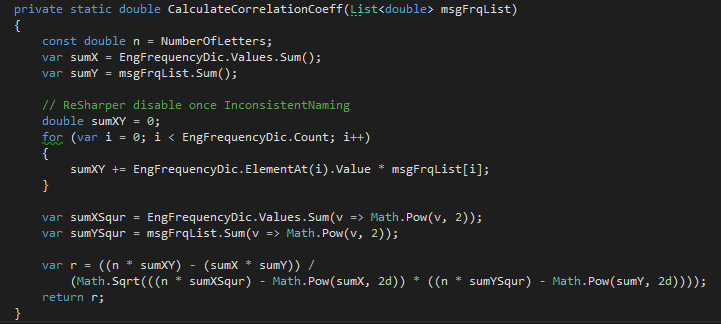 private static double CalculateCorrelationCoeff(List<double> msgFrqList)
{
    const double n = NumberOfLetters;
    var sumX = EngFrequencyDic.Values.Sum();
    var sumY = msgFrqList.Sum();

    // ReSharper disable once InconsistentNaming
    double sumXY = 0;
    for (var i = 0; i < EngFrequencyDic.Count; i++)
    {
        sumXY += EngFrequencyDic.ElementAt(i).Value * msgFrqList[i];
    }

    var sumXSqur = EngFrequencyDic.Values.Sum(v => Math.Pow(v, 2));
    var sumYSqur = msgFrqList.Sum(v => Math.Pow(v, 2));

    var r = ((n * sumXY) - (sumX * sumY)) /
        (Math.Sqrt(((n * sumXSqur) - Math.Pow(sumX, 2d)) * ((n * sumYSqur) - Math.Pow(sumY, 2d))));
    return r;
}